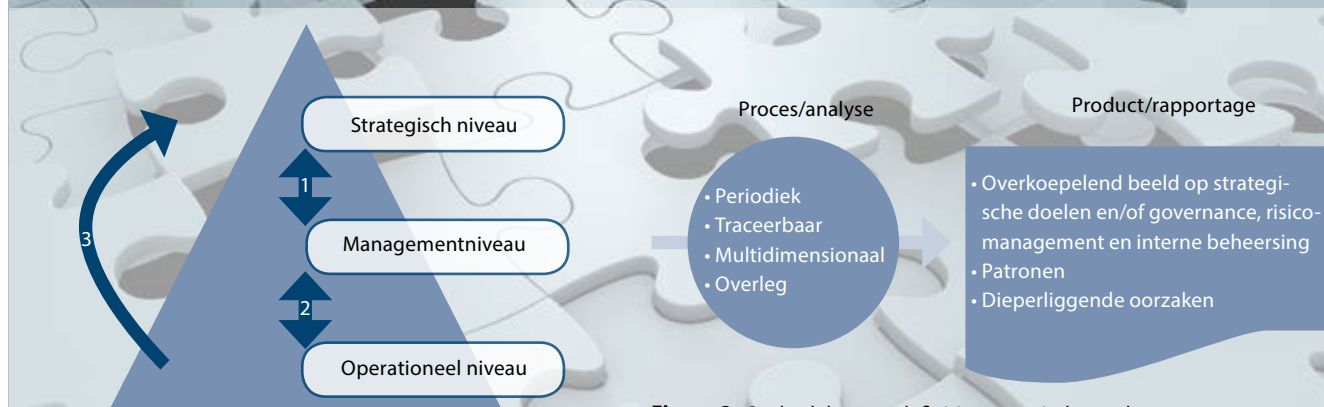 Strategisch niveau
1
Managementniveau
2
Operationeel niveau
3
Proces/analyse
• Periodiek
• Traceerbaar
• Multidimensionaal
• Overleg
Product/rapportage
• Overkoepelend beeld op strategi-
sche doelen en/of governance, risico-
management en interne beheersing
• Patronen
• Dieperliggende oorzaken